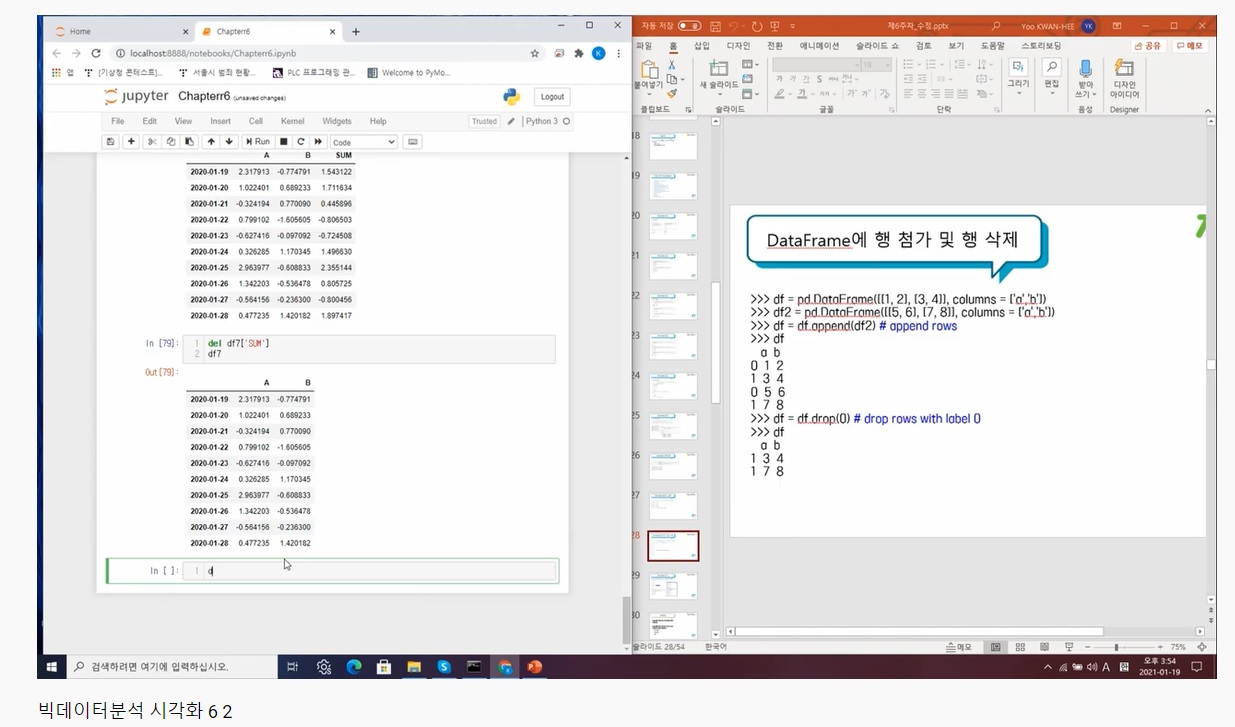 Home
Chapterr6
localhost:8888/notebooks/Chapterr6.ipynb
앱
[기상청 콘테스트]...
서울시 범죄 현황...
PLC 프로그래밍 관...
Welcome to PyMo...
jupyter Chapterr6 (unsaved changes)
Logout
File Edit View Insert Cell Kernel Widgets Help
Trusted
Python 3
Run
Code
A B SUM
2020-01-19 2.317913 -0.774791 1.543122
2020-01-20 1.022401 0.689233 1.711634
2020-01-21 -0.324194 0.770090 0.445896
2020-01-22 0.799102 -1.605605 -0.806503
2020-01-23 -0.627416 -0.097092 -0.724508
2020-01-24 0.326285 1.170345 1.496630
2020-01-25 2.963977 -0.608833 2.355144
2020-01-26 1.342203 -0.536478 0.805725
2020-01-27 -0.564156 -0.236300 -0.800456
2020-01-28 0.477235 1.420182 1.897417
In [79]:
1 del df7['SUM']
2 df7
Out[79]:
A B
2020-01-19 2.317913 -0.774791
2020-01-20 1.022401 0.689233
2020-01-21 -0.324194 0.770090
2020-01-22 0.799102 -1.605605
2020-01-23 -0.627416 -0.097092
2020-01-24 0.326285 1.170345
2020-01-25 2.963977 -0.608833
2020-01-26 1.342203 -0.536478
2020-01-27 -0.564156 -0.236300
2020-01-28 0.477235 1.420182
In [ ]: 1 d
자동 저장
제6주차_수정.pptx
Yoo KWAN-HEE
YK
파일 홈 삽입 디자인 전환 애니메이션 슬라이드 쇼 검토 보기 도움말 스토리보딩
공유
메모
붙여넣기
새 슬라이드
그리기
편집
받아쓰기
디자인 아이디어
클립보드 슬라이드 글꼴 단락 음성 Designer
18
19
20
21
22
23
24
25
26
27
28
29
30
DataFrame에 행 첨가 및 행 삭제
>>> df = pd.DataFrame([[1, 2], [3, 4]], columns = ['a','b'])
>>> df2 = pd.DataFrame([[5, 6], [7, 8]], columns = ['a','b'])
>>> df = df.append(df2) # append rows
>>> df
a b
0 1 2
1 3 4
0 5 6
1 7 8
>>> df = df.drop(0) # drop rows with label 0
>>> df
a b
1 3 4
1 7 8
슬라이드 28/54
한국어
메모
75%
검색하려면 여기에 입력하십시오.
A
오후 3:54
2021-01-19
빅데이터분석 시각화 6 2